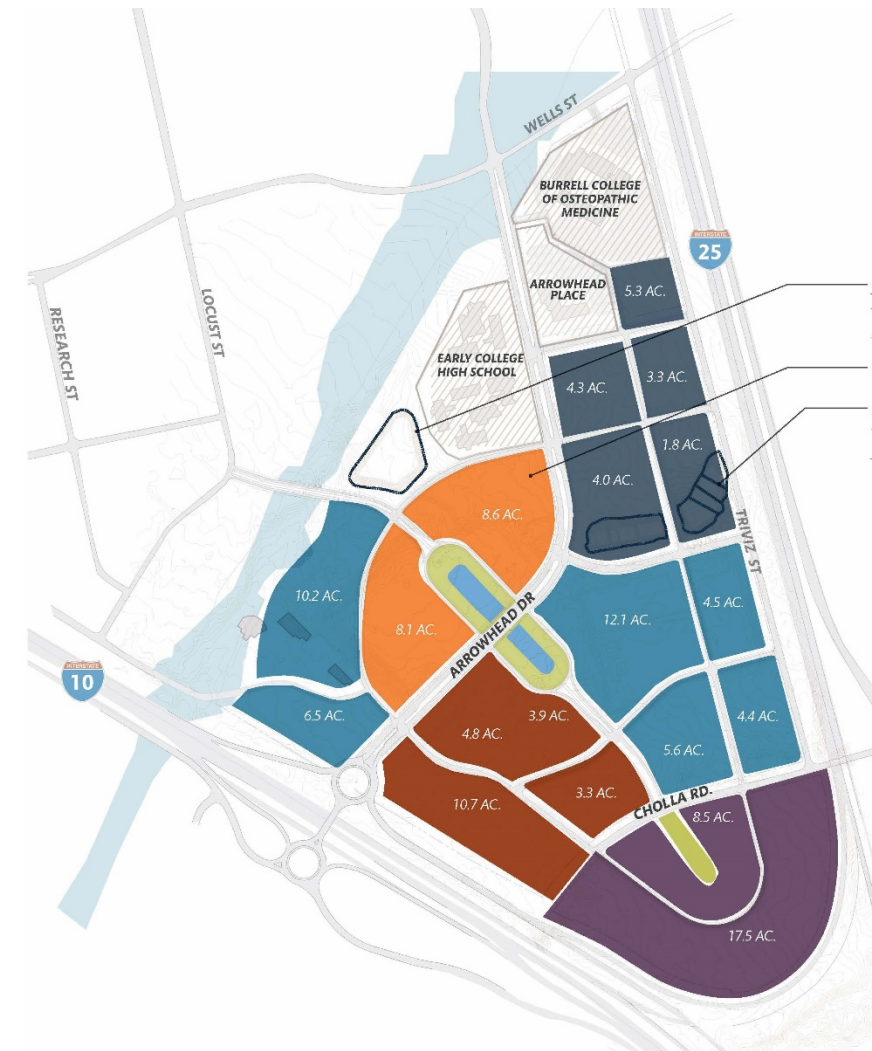 WELLS ST
BURRELL COLLEGE
OF OSTEOPATHIC
MEDICINE
INTERSTATE
25
ARROWHEAD
PLACE
5.3 AC.
RESEARCH ST
LOCUST ST
EARLY COLLEGE
HIGH SCHOOL
4.3 AC.
3.3 AC.
1.8 AC.
4.0 AC.
8.6 AC.
TRIVIZ ST
10.2 AC.
8.1 AC.
ARROWHEAD DR
12.1 AC.
4.5 AC.
INTERSTATE
10
6.5 AC.
4.8 AC.
3.9 AC.
5.6 AC.
4.4 AC.
10.7 AC.
3.3 AC.
CHOLLA RD.
8.5 AC.
17.5 AC.